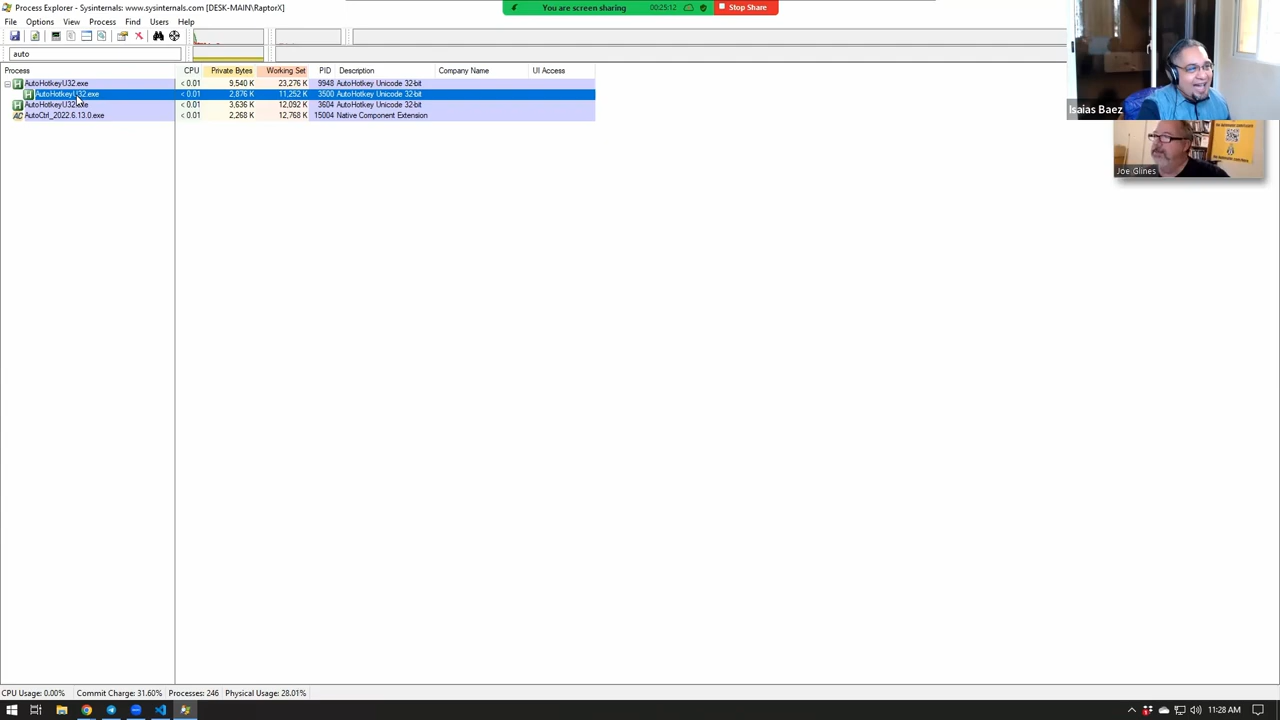 Process Explorer - Sysinternals: www.sysinternals.com [DESK-MAIN\RaptorX]
You are screen sharing
00:25:12
Stop Share
File Options View Process Find Users Help
auto
Process CPU Private Bytes Working Set PID Description Company Name UI Access
AutoHotkeyU32.exe < 0.01 9,540 K 23,276 K 9948 AutoHotkey Unicode 32-bit
AutoHotkeyU32.exe < 0.01 2,876 K 11,252 K 3500 AutoHotkey Unicode 32-bit
AutoHotkeyU32.exe < 0.01 3,636 K 12,092 K 3604 AutoHotkey Unicode 32-bit
AutoCtrl_2022.6.13.0.exe < 0.01 2,268 K 12,768 K 15004 Native Component Extension
Isaias Baez
Joe Glines
CPU Usage: 0.00% Commit Charge: 31.60% Processes: 246 Physical Usage: 28.01%
11:28 AM